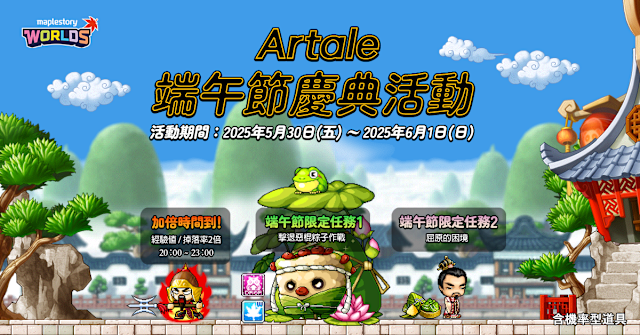 maplestory
WORLDS
Artale
端午節慶典活動
活動期間：2025年5月30日(五) ～ 2025年6月1日(日)
加倍時間到!
經驗值 / 掉落率2倍
20:00 ~ 23:00
端午節限定任務1
擊退惡棍粽子作戰
端午節限定任務2
屈原的困境
含機率型道具